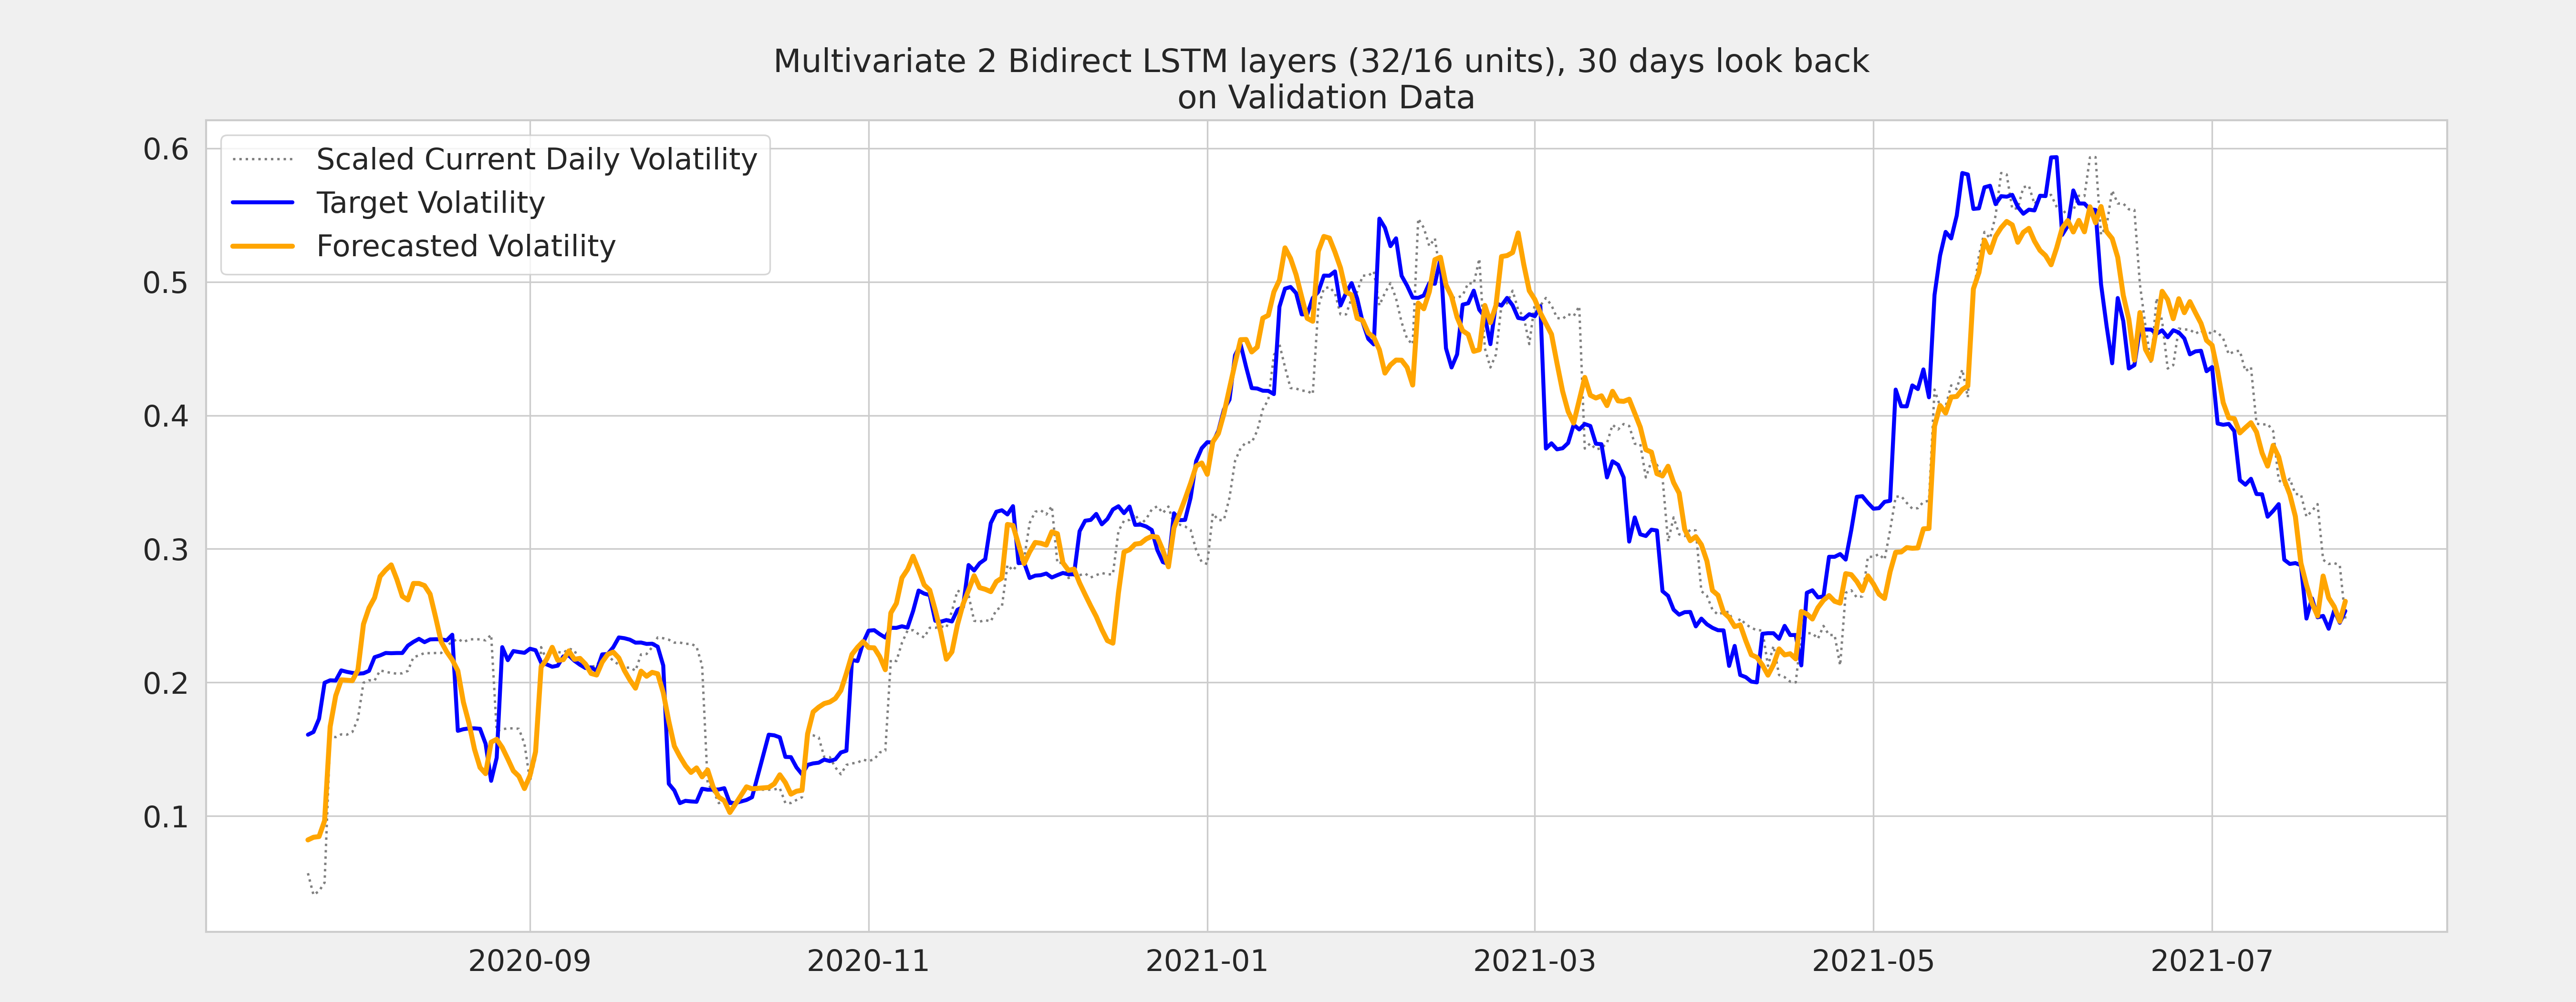 Multivariate 2 Bidirect LSTM layers (32/16 units), 30 days look back
on Validation Data
Scaled Current Daily Volatility
Target Volatility
Forecasted Volatility
0.6
0.5
0.4
0.3
0.2
0.1
2020-09
2020-11
2021-01
2021-03
2021-05
2021-07